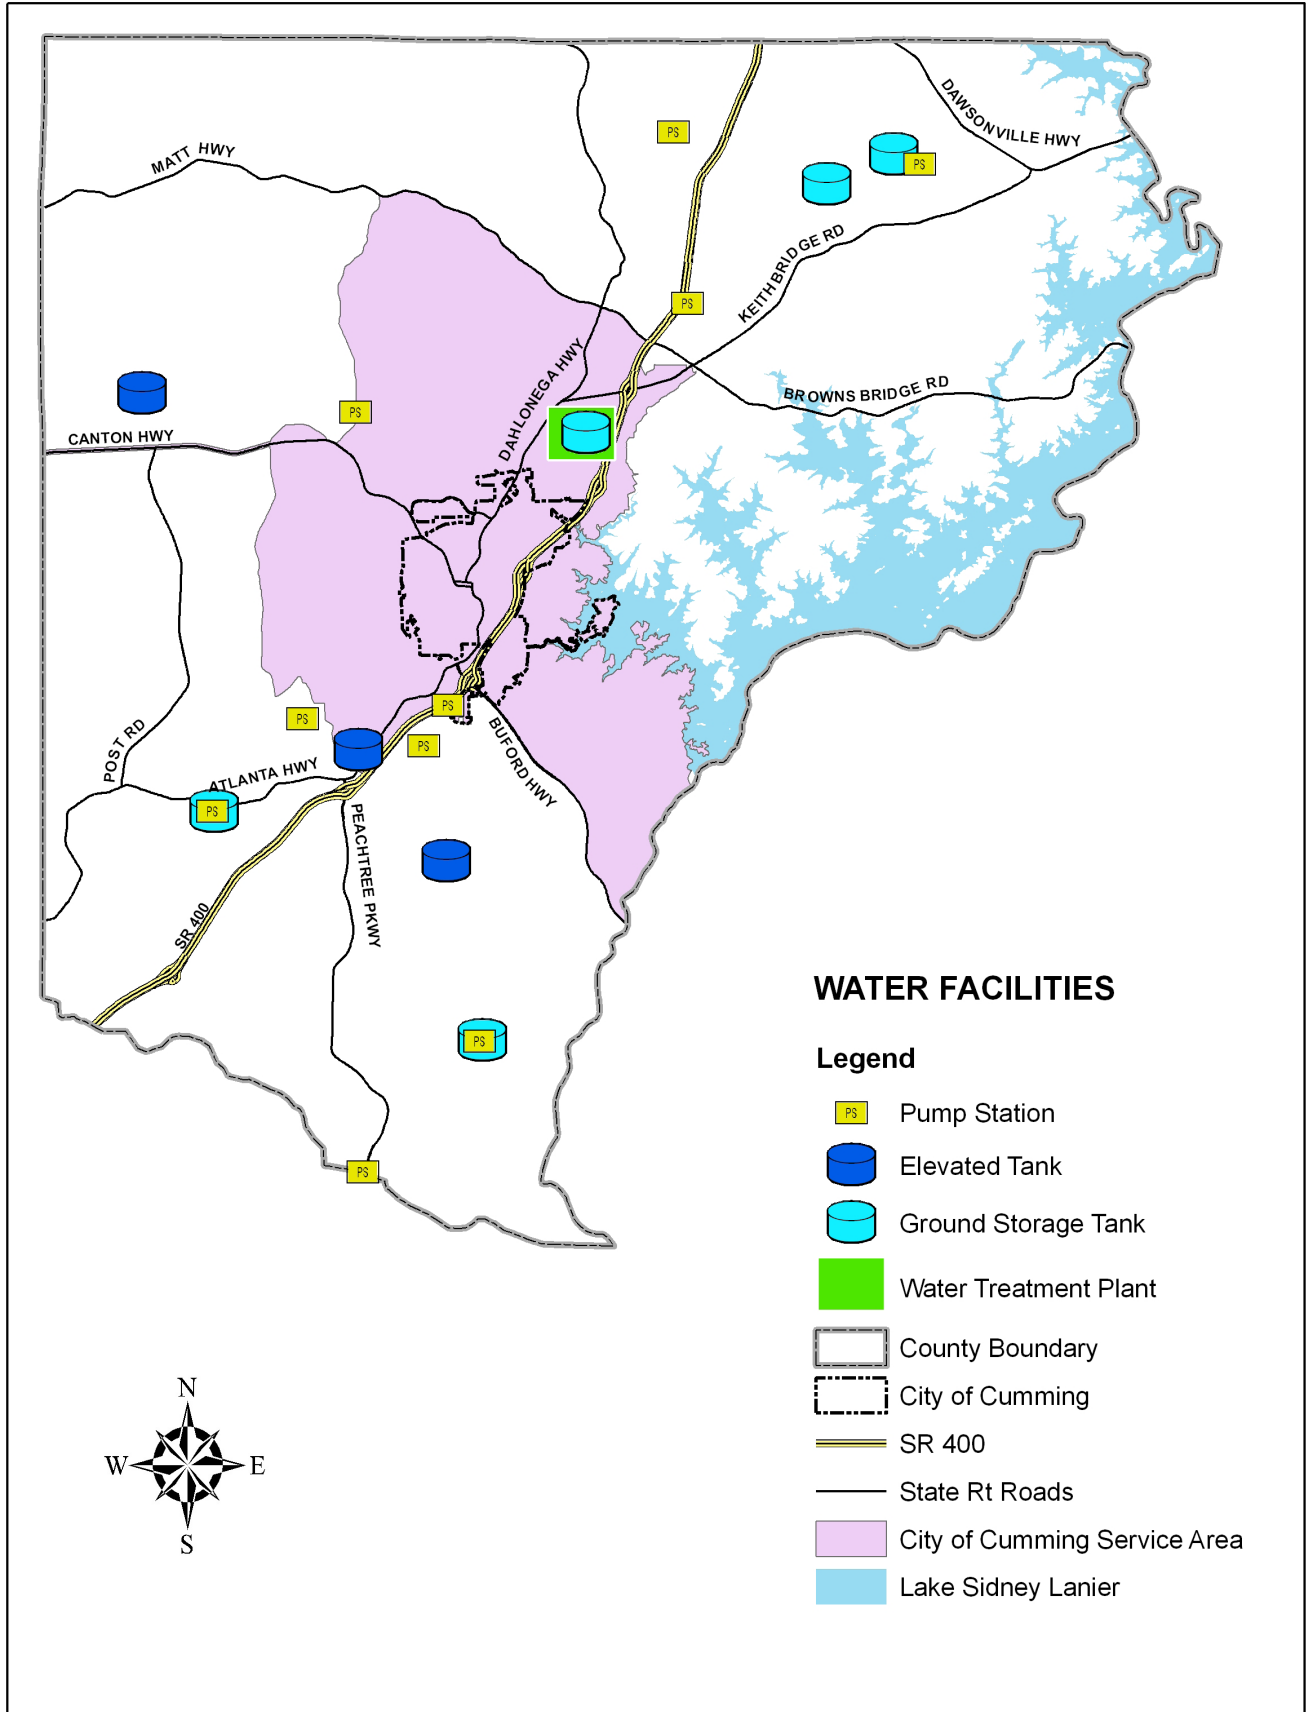 MATT HWY
DAWSONVILLE HWY
PS
PS
KEITH BRIDGE RD
PS
DAHLONEGA HWY
BROWNS BRIDGE RD
PS
CANTON HWY
PS
PS
PS
POST RD
BUFORD HWY
ATLANTA HWY
PS
PEACHTREE PKWY
SR 400
PS
PS
WATER FACILITIES
Legend
PS Pump Station
Elevated Tank
Ground Storage Tank
Water Treatment Plant
County Boundary
City of Cumming
SR 400
State Rt Roads
City of Cumming Service Area
Lake Sidney Lanier
N
W E
S